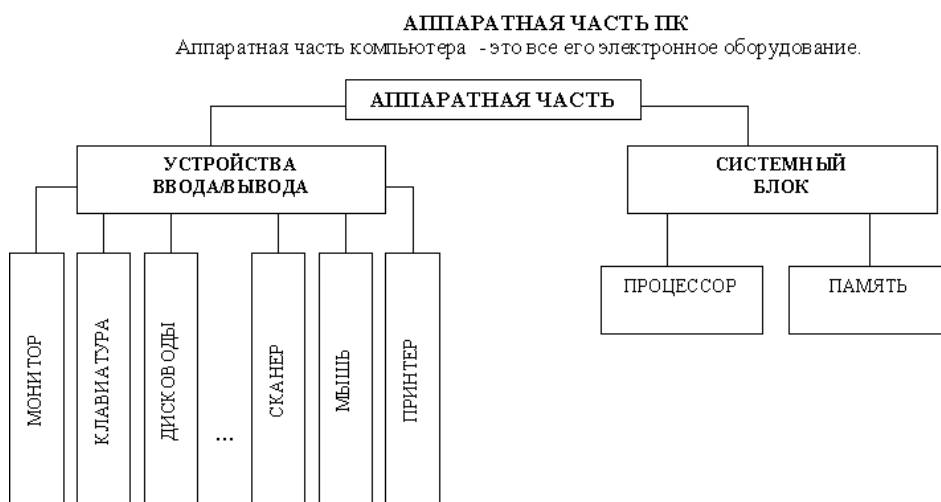 АППАРАТНАЯ ЧАСТЬ ПК
Аппаратная часть компьютера - это все его электронное оборудование.
АППАРАТНАЯ ЧАСТЬ
УСТРОЙСТВА
ВВОДА/ВЫВОДА
СИСТЕМНЫЙ
БЛОК
МОНИТОР
КЛАВИАТУРА
ДИСКОВОДЫ
...
СКАНЕР
МЫШЬ
ПРИНТЕР
ПРОЦЕССОР
ПАМЯТЬ